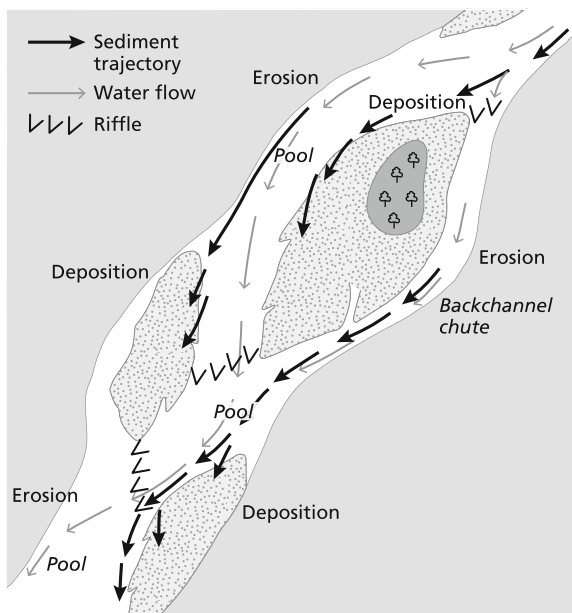 Sediment
trajectory
Water flow
Riffle
Erosion
Deposition
Pool
Deposition
Erosion
Backchannel
chute
Pool
Erosion
Deposition
Pool